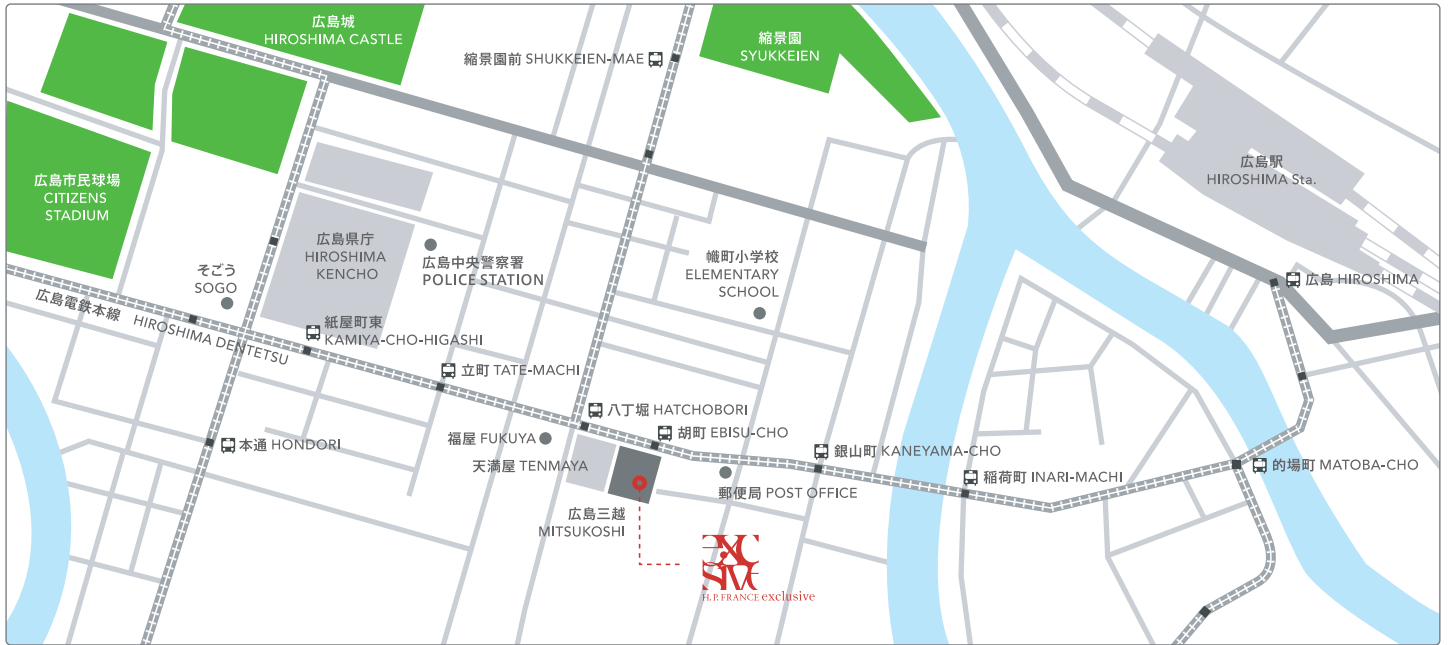 広島城
HIROSHIMA CASTLE
縮景園前 SHUKKEIEN-MAE
縮景園
SYUKKEIEN
広島市民球場
CITIZENS
STADIUM
広島駅
HIROSHIMA Sta.
広島県庁
HIROSHIMA
KENCHO
広島中央警察署
POLICE STATION
幟町小学校
ELEMENTARY
SCHOOL
そごう
SOGO
広島 HIROSHIMA
広島電鉄本線 HIROSHIMA DENTETSU
紙屋町東
KAMIYA-CHO-HIGASHI
立町 TATE-MACHI
八丁堀 HATCHOBORI
胡町 EBISU-CHO
本通 HONDORI
福屋 FUKUYA
天満屋 TENMAYA
銀山町 KANEYAMA-CHO
稲荷町 INARI-MACHI
的場町 MATOBA-CHO
郵便局 POST OFFICE
広島三越
MITSUKOSHI
H.P.FRANCE exclusive